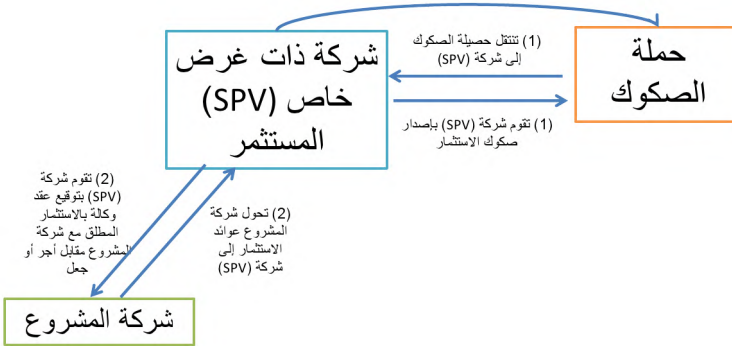 شركة ذات غرض
خاص (SPV)
المستثمر
(1) تنتقل حصيلة الصكوك
إلى شركة (SPV)
حملة
الصكوك
(1) تقوم شركة (SPV) بإصدار
صكوك الاستثمار
(2) تقوم شركة
(SPV) بتوقيع عقد
وكالة بالاستثمار
المطلق مع شركة
المشروع مقابل أجر أو
جعل
(2) تحول شركة
المشروع عوائد
الاستثمار إلى
شركة (SPV)
شركة المشروع